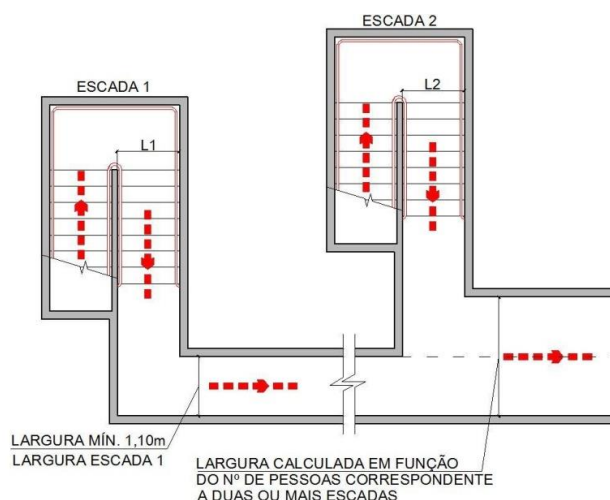 ESCADA 2
ESCADA 1
L2
L1
LARGURA MÍN. 1,10m
LARGURA ESCADA 1
LARGURA CALCULADA EM FUNÇÃO
DO Nº DE PESSOAS CORRESPONDENTE
A DUAS OU MAIS ESCADAS